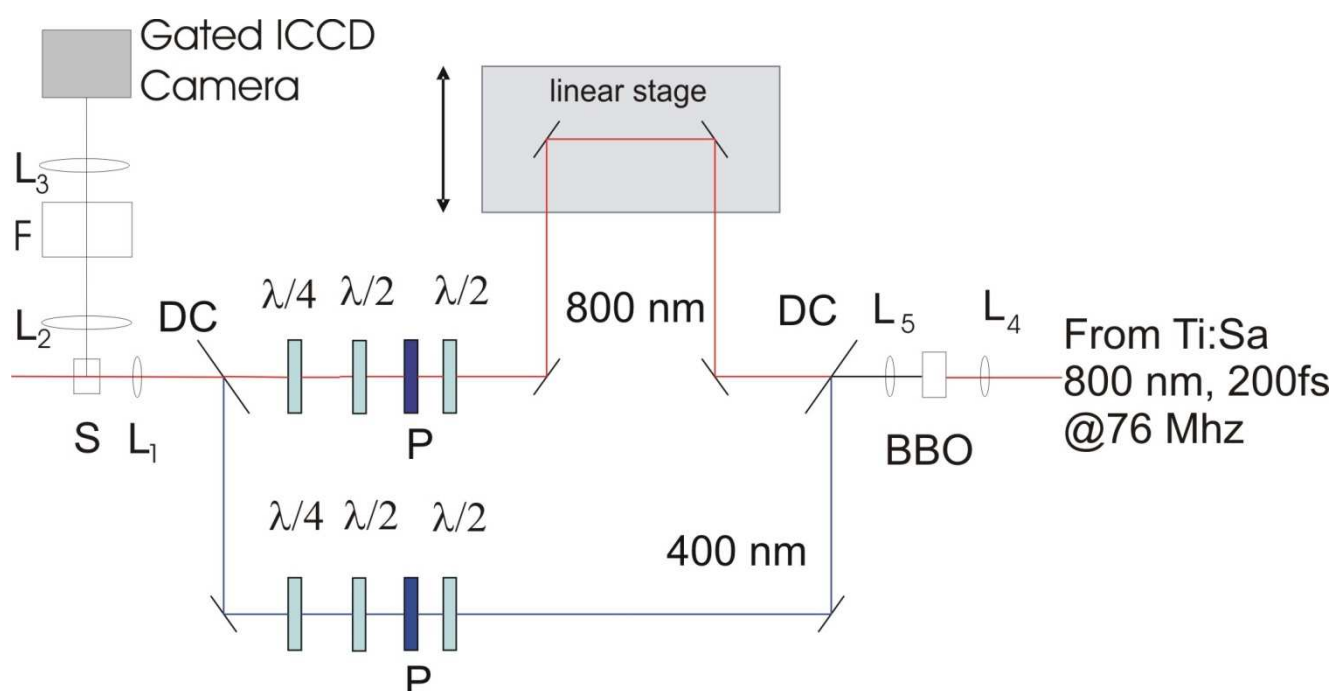 Gated ICCD
Camera
linear stage
L3
F
L2
DC
λ/4
λ/2
λ/2
800 nm
DC
L5
L4
From Ti:Sa
800 nm, 200fs
@76 Mhz
S
L1
P
BBO
λ/4
λ/2
λ/2
400 nm
P